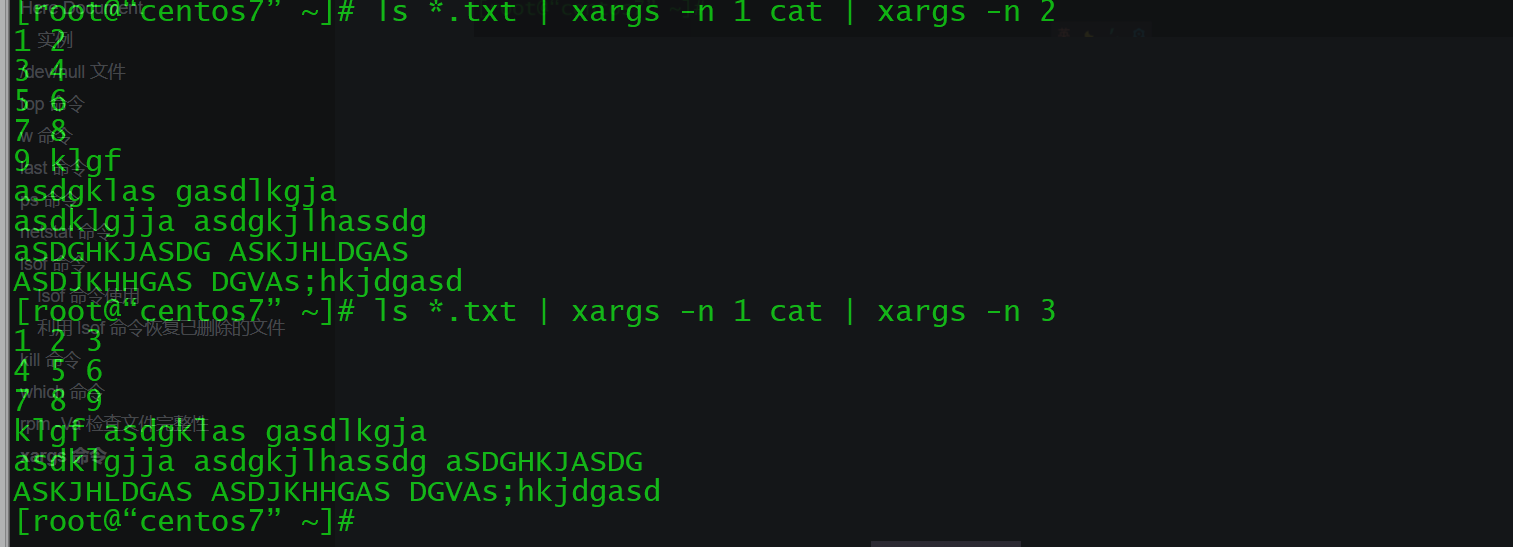 Here Document
[root@“centos7” ~]# ls *.txt | xargs -n 1 cat | xargs -n 2
实例
1 2
/dev/null 文件
3 4
top 命令
5 6
w 命令
7 8
last 命令
9 klgf
ps 命令
asdgklas gasdlkgja
netstat 命令
asdklgjja asdgkjlhassdg
lsof 命令
aSDGHKJASDG ASKJHLDGAS
lsof 命令使用
ASDJKHHGAS DGVAs;hkjdgasd
利用 lsof 命令恢复已删除的文件
[root@“centos7” ~]# ls *.txt | xargs -n 1 cat | xargs -n 3
1 2 3
kill 命令
4 5 6
which 命令
7 8 9
rpm -Va 检查文件完整性
klgf asdgklas gasdlkgja
xargs 命令
asdklgjja asdgkjlhassdg aSDGHKJASDG
ASKJHLDGAS ASDJKHHGAS DGVAs;hkjdgasd
[root@“centos7” ~]#